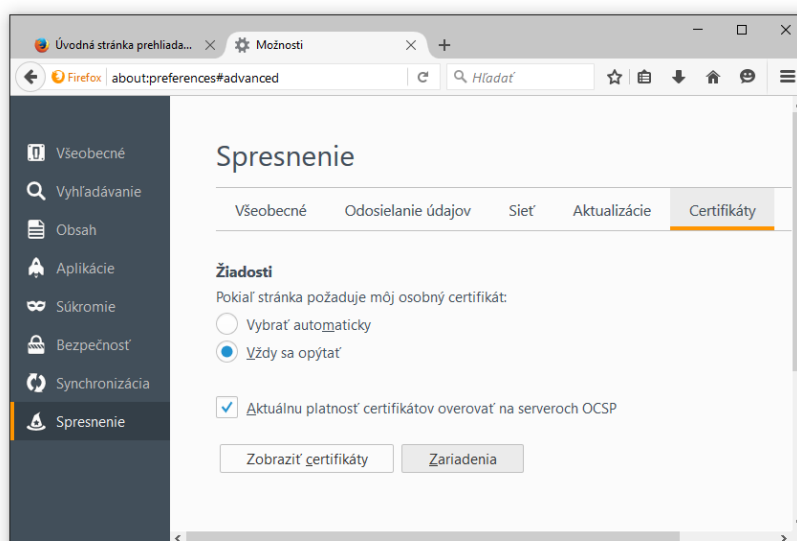 Úvodná stránka prehliada...
Možnosti
Firefox
about:preferences#advanced
Hľadať
Všeobecné
Vyhľadávanie
Obsah
Aplikácie
Súkromie
Bezpečnosť
Synchronizácia
Spresnenie
Spresnenie
Všeobecné Odosielanie údajov Sieť Aktualizácie Certifikáty
Žiadosti
Pokiaľ stránka požaduje môj osobný certifikát:
Vybrať automaticky
Vždy sa opýtať
Aktuálnu platnosť certifikátov overovať na serveroch OCSP
Zobraziť certifikáty Zariadenia